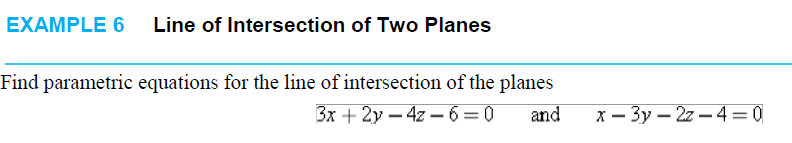 EXAMPLE 6 Line of Intersection of Two Planes
Find parametric equations for the line of intersection of the planes
3x + 2y – 4z – 6 = 0 and x – 3y – 2z – 4 = 0